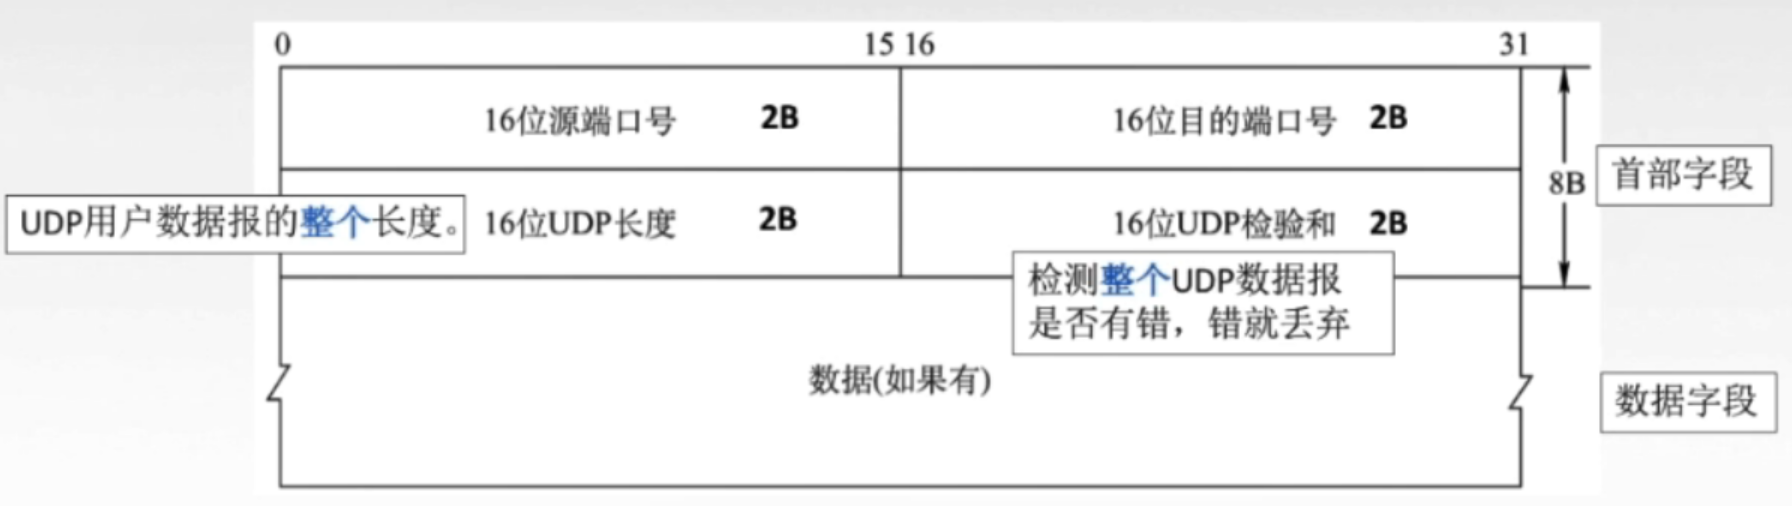 0 15 16 31
16位源端口号 2B 16位目的端口号 2B
8B 首部字段
UDP用户数据报的整个长度。 16位UDP长度 2B 16位UDP检验和 2B
检测整个UDP数据报
是否有错，错就丢弃
数据(如果有)
数据字段